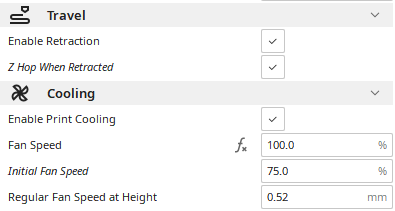 Travel
Enable Retraction
Z Hop When Retracted
Cooling
Enable Print Cooling
Fan Speed fx 100.0 %
Initial Fan Speed 75.0 %
Regular Fan Speed at Height 0.52 mm